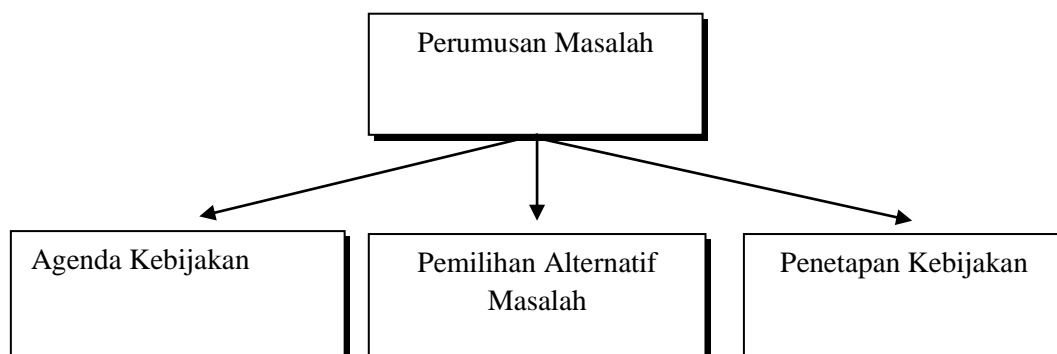 Perumusan Masalah
Agenda Kebijakan
Pemilihan Alternatif
Masalah
Penetapan Kebijakan